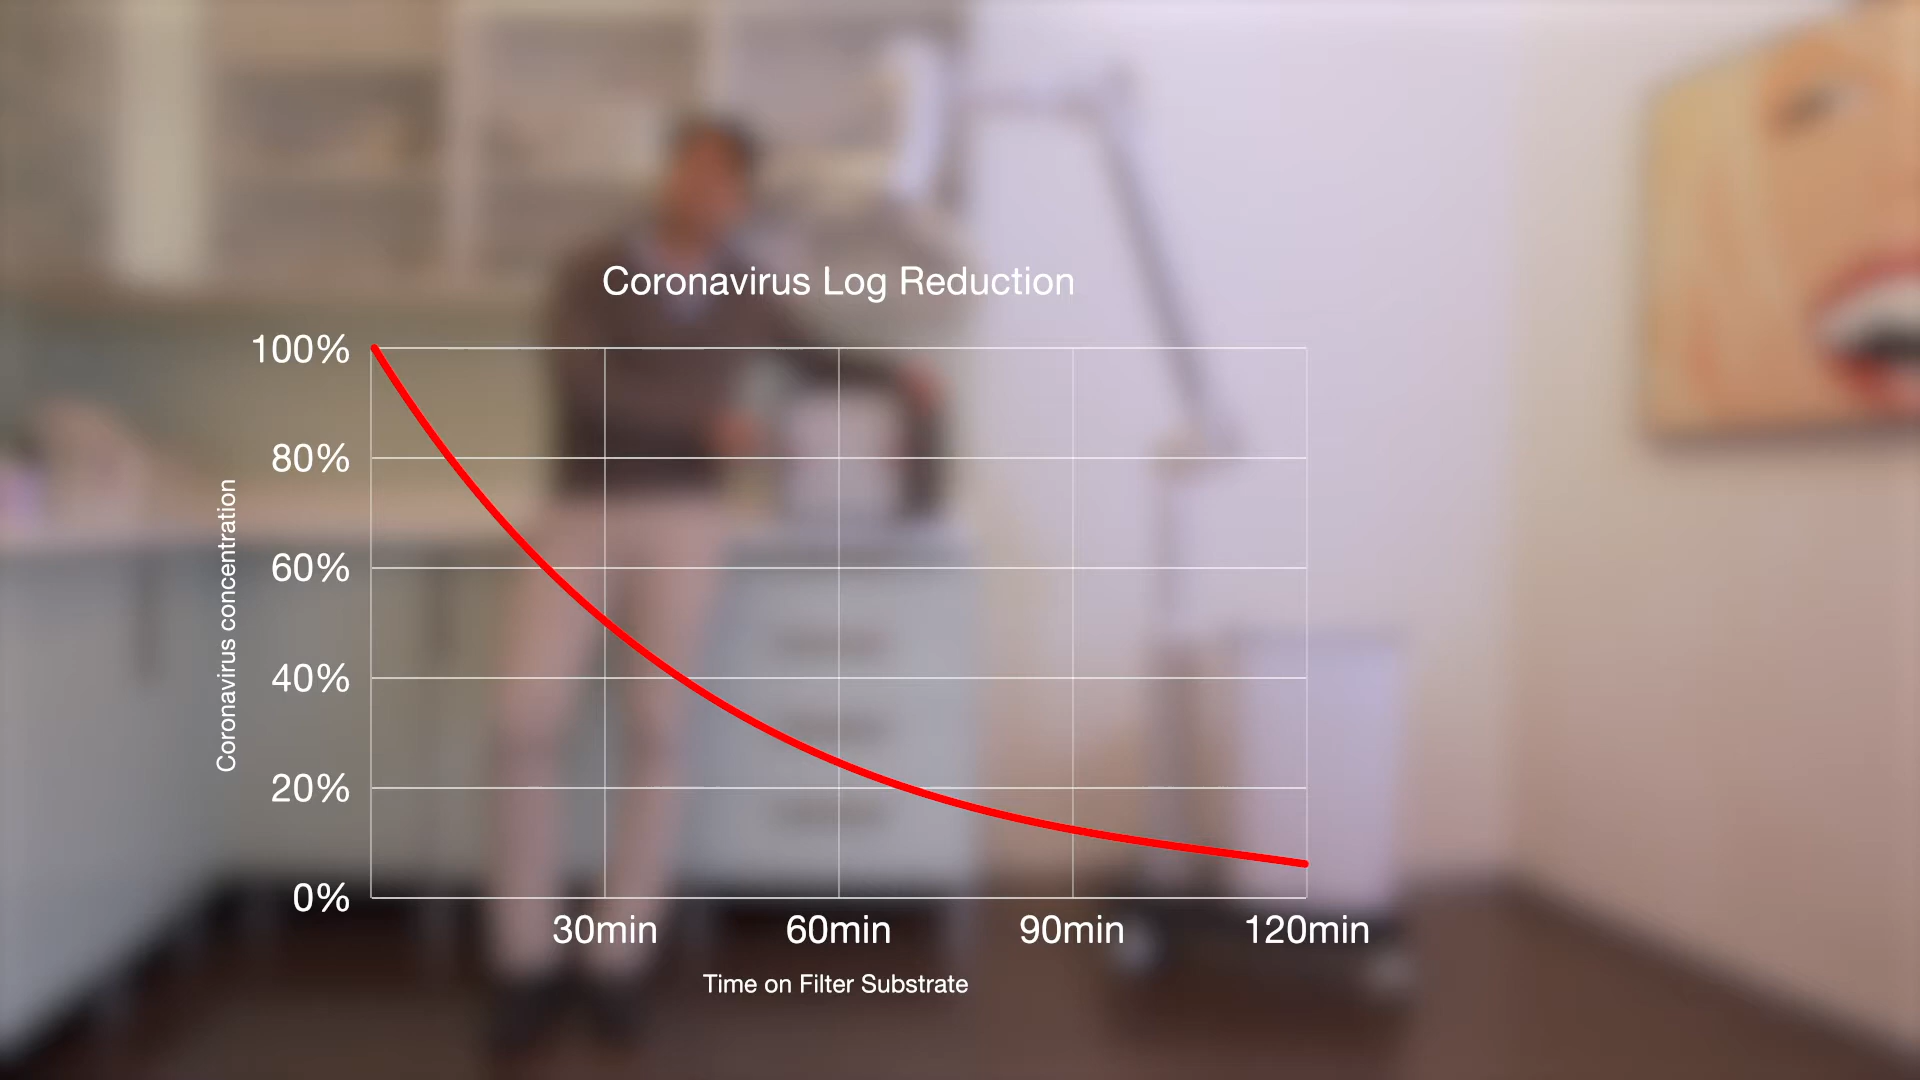 Coronavirus Log Reduction
100%
80%
60%
40%
20%
0%
Coronavirus concentration
30min
60min
90min
120min
Time on Filter Substrate